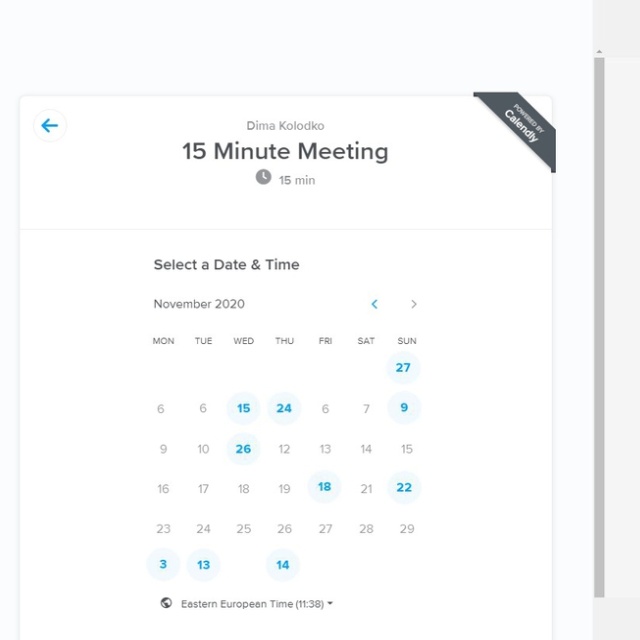 POWERED BY
Calendly
Dima Kolodko
15 Minute Meeting
15 min
Select a Date & Time
November 2020
MON TUE WED THU FRI SAT SUN
27
6 6 15 24 6 7 9
9 10 26 12 13 14 15
16 17 18 19 18 21 22
23 24 25 26 27 28 29
3 13 14
Eastern European Time (11:38)